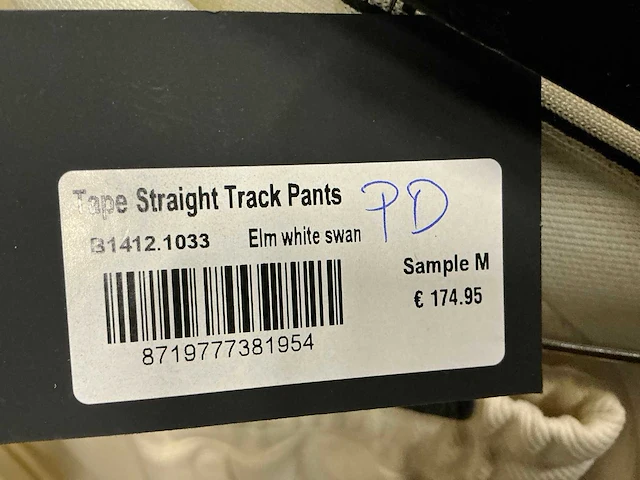 Tape Straight Track Pants
PD
B1412.1033 Elm white swan
Sample M
€ 174.95
8719777381954